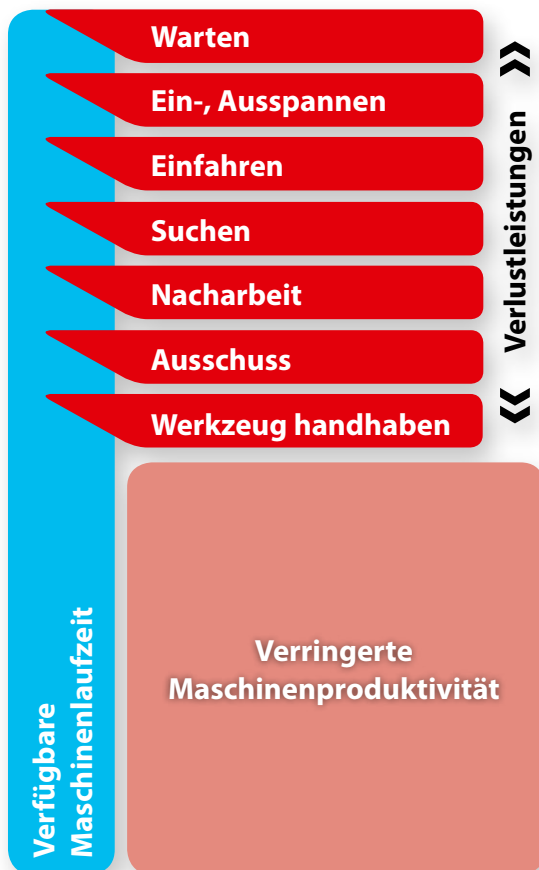 Warten
Ein-, Ausspannen
Einfahren
Suchen
Nacharbeit
Ausschuss
Werkzeug handhaben
Verlustleistungen
Verfügbare
Maschinenlaufzeit
Verringerte
Maschinenproduktivität